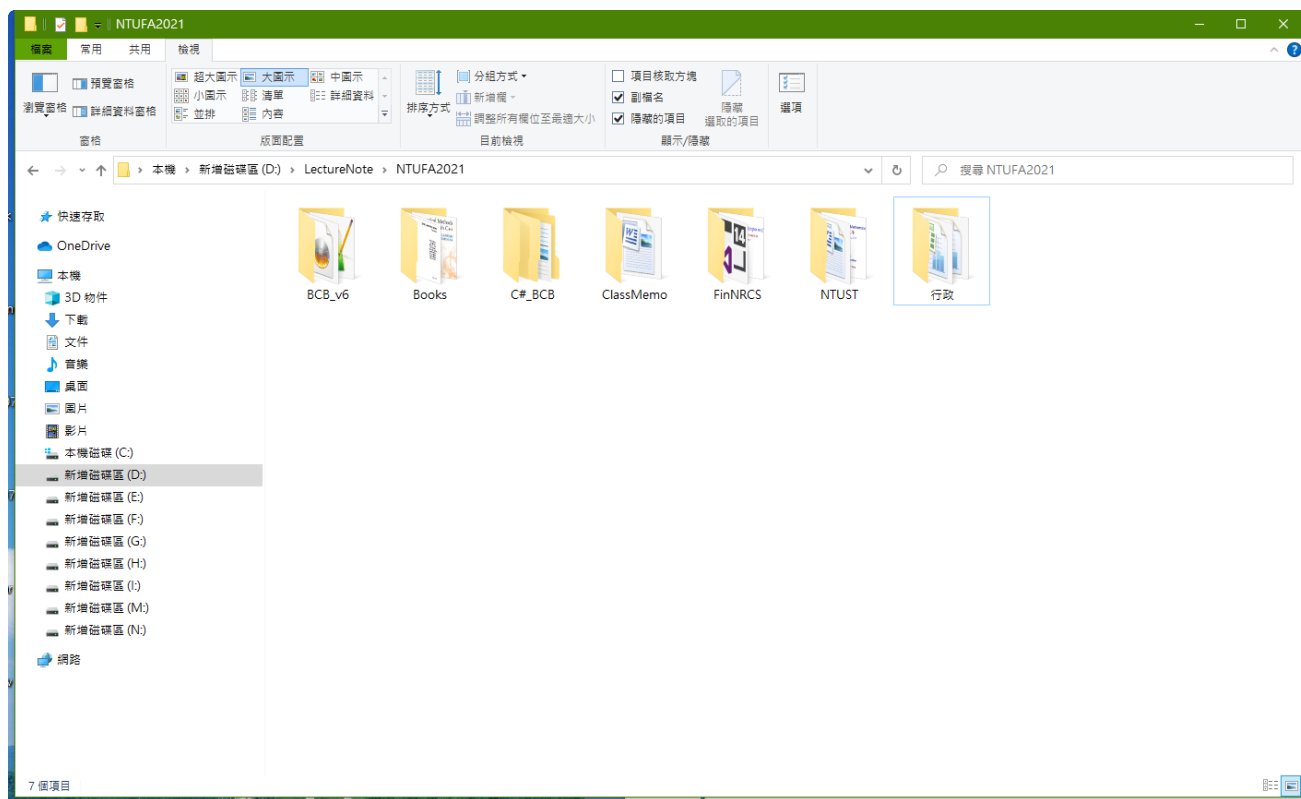 NTUFA2021
檔案 常用 共用 檢視
瀏覽窗格
預覽窗格
詳細資料窗格
窗格
超大圖示 大圖示 中圖示
小圖示 清單 詳細資料
並排 內容
版面配置
排序方式
分組方式
新增欄
調整所有欄位至最適大小
目前檢視
項目核取方塊
副檔名
隱藏的項目
隱藏
選取的項目
顯示/隱藏
選項
本機 › 新增磁碟區 (D:) › LectureNote › NTUFA2021
搜尋 NTUFA2021
快速存取
OneDrive
本機
3D 物件
下載
文件
音樂
桌面
圖片
影片
本機磁碟 (C:)
新增磁碟區 (D:)
新增磁碟區 (E:)
新增磁碟區 (F:)
新增磁碟區 (G:)
新增磁碟區 (H:)
新增磁碟區 (I:)
新增磁碟區 (M:)
新增磁碟區 (N:)
網路
BCB_v6 Books C#_BCB ClassMemo FinNRCS NTUST 行政
14
7 個項目